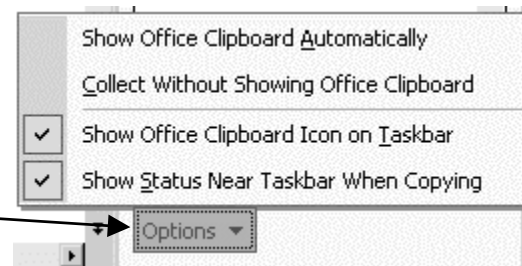 Show Office Clipboard Automatically
Collect Without Showing Office Clipboard
Show Office Clipboard Icon on Taskbar
Show Status Near Taskbar When Copying
Options